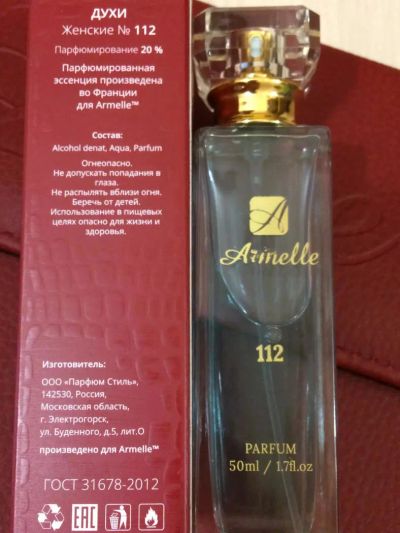 ДУХИ
Женские № 112
Парфюмирование 20 %
Парфюмированная
эссенция произведена
во Франции
для Armelle™
Состав:
Alcohol denat, Aqua, Parfum
Огнеопасно.
Не допускать попадания в
глаза.
Не распылять вблизи огня.
Беречь от детей.
Использование в пищевых
целях опасно для жизни и
здоровья.
Изготовитель:
ООО «Парфюм Стиль»,
142530, Россия,
Московская область,
г. Электрогорск,
ул. Буденного, д.5, лит.О
произведено для Armelle™
ГОСТ 31678-2012
EAC
A
Armelle
112
PARFUM
50ml / 1.7fl.oz